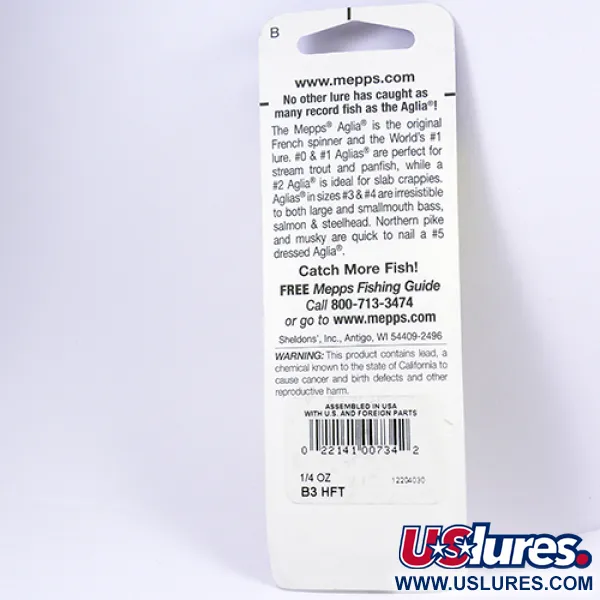 B
www.mepps.com
No other lure has caught as
many record fish as the Aglia®!
The Mepps® Aglia® is the original
French spinner and the World's #1
lure. #0 & #1 Aglias® are perfect for
stream trout and panfish, while a
#2 Aglia® is ideal for slab crappies.
Aglias® in sizes #3 & #4 are irresistible
to both large and smallmouth bass,
salmon & steelhead. Northern pike
and musky are quick to nail a #5
dressed Aglia®.
Catch More Fish!
FREE Mepps Fishing Guide
Call 800-713-3474
or go to www.mepps.com
Sheldons', Inc., Antigo, WI 54409-2496
WARNING: This product contains lead, a
chemical known to the state of California to
cause cancer and birth defects and other
reproductive harm.
ASSEMBLED IN USA
WITH U.S. AND FOREIGN PARTS
0 22141 00734 2
1/4 OZ 12204030
B3 HFT
USlures.
WWW.USLURES.COM